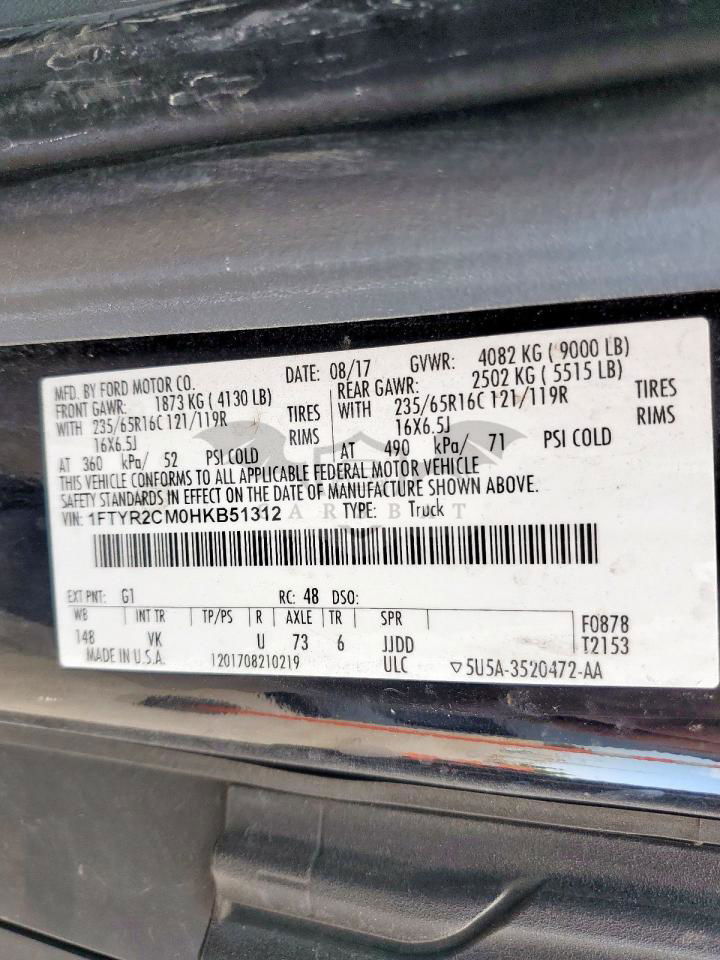 MFD. BY FORD MOTOR CO. DATE: 08/17 GVWR: 4082 KG ( 9000 LB)
FRONT GAWR: 1873 KG ( 4130 LB) REAR GAWR: 2502 KG ( 5515 LB)
WITH 235/65R16C 121/119R TIRES WITH 235/65R16C 121/119R TIRES
16X6.5J RIMS 16X6.5J RIMS
AT 360 kPa/ 52 PSI COLD AT 490 kPa/ 71 PSI COLD
THIS VEHICLE CONFORMS TO ALL APPLICABLE FEDERAL MOTOR VEHICLE
SAFETY STANDARDS IN EFFECT ON THE DATE OF MANUFACTURE SHOWN ABOVE.
VIN: 1FTYR2CM0HKB51312 TYPE: Truck
EXT PNT: G1 RC: 48 DSO:
WB INT TR TP/PS R AXLE TR SPR F0878
148 VK U 73 6 JJDD T2153
MADE IN U.S.A. 1201708210219 ULC ▽5U5A-3520472-AA